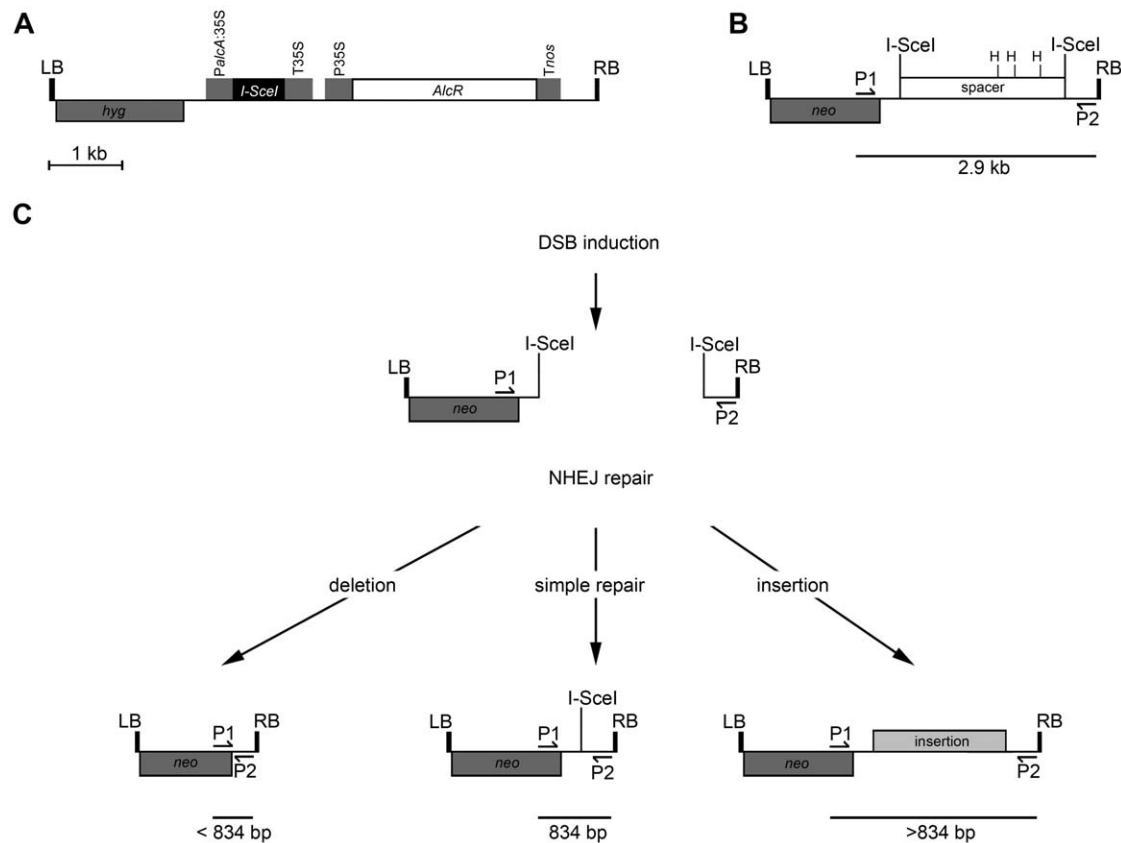 A
PalcA:35S
T35S
P35S
Tnos
LB
RB
I-SceI
AlcR
hyg
1 kb
B
I-SceI
I-SceI
H H H
LB
RB
P1
spacer
neo
P2
2.9 kb
C
DSB induction
I-SceI
I-SceI
LB
RB
P1
neo
P2
NHEJ repair
deletion
simple repair
insertion
I-SceI
LB
P1
RB
LB
P1
RB
LB
P1
RB
insertion
neo
P2
neo
P2
neo
P2
< 834 bp
834 bp
>834 bp